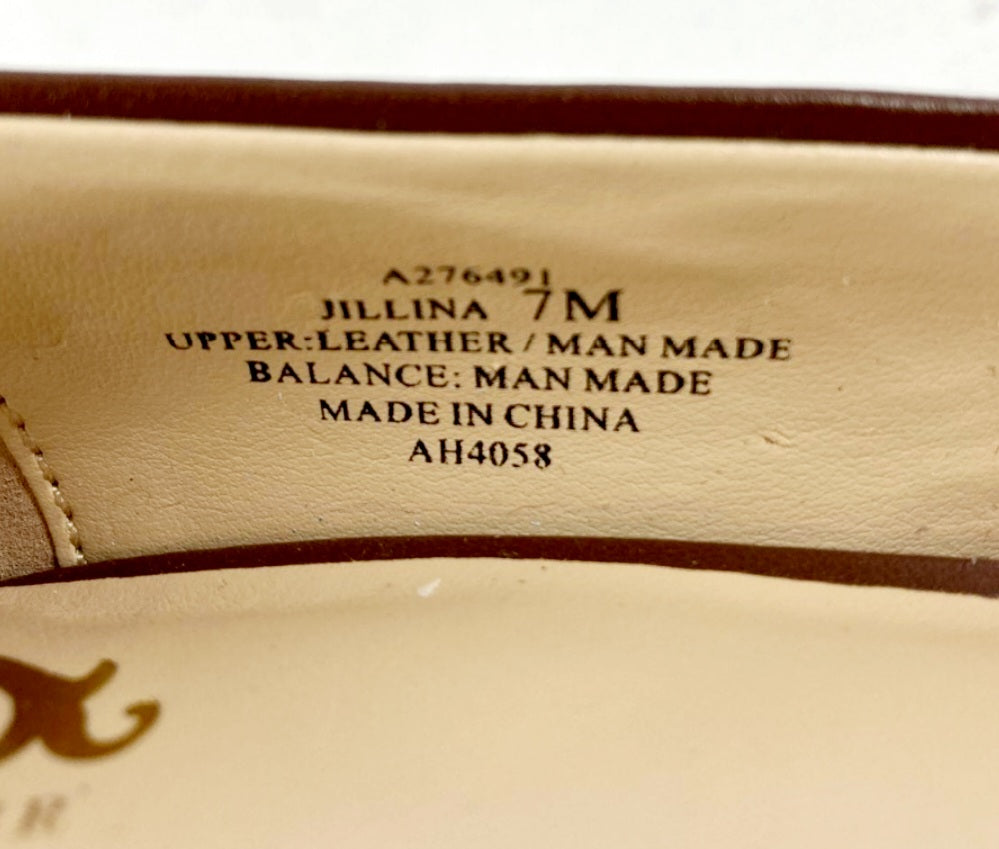 A276491
JILLINA 7M
UPPER:LEATHER / MAN MADE
BALANCE: MAN MADE
MADE IN CHINA
AH4058